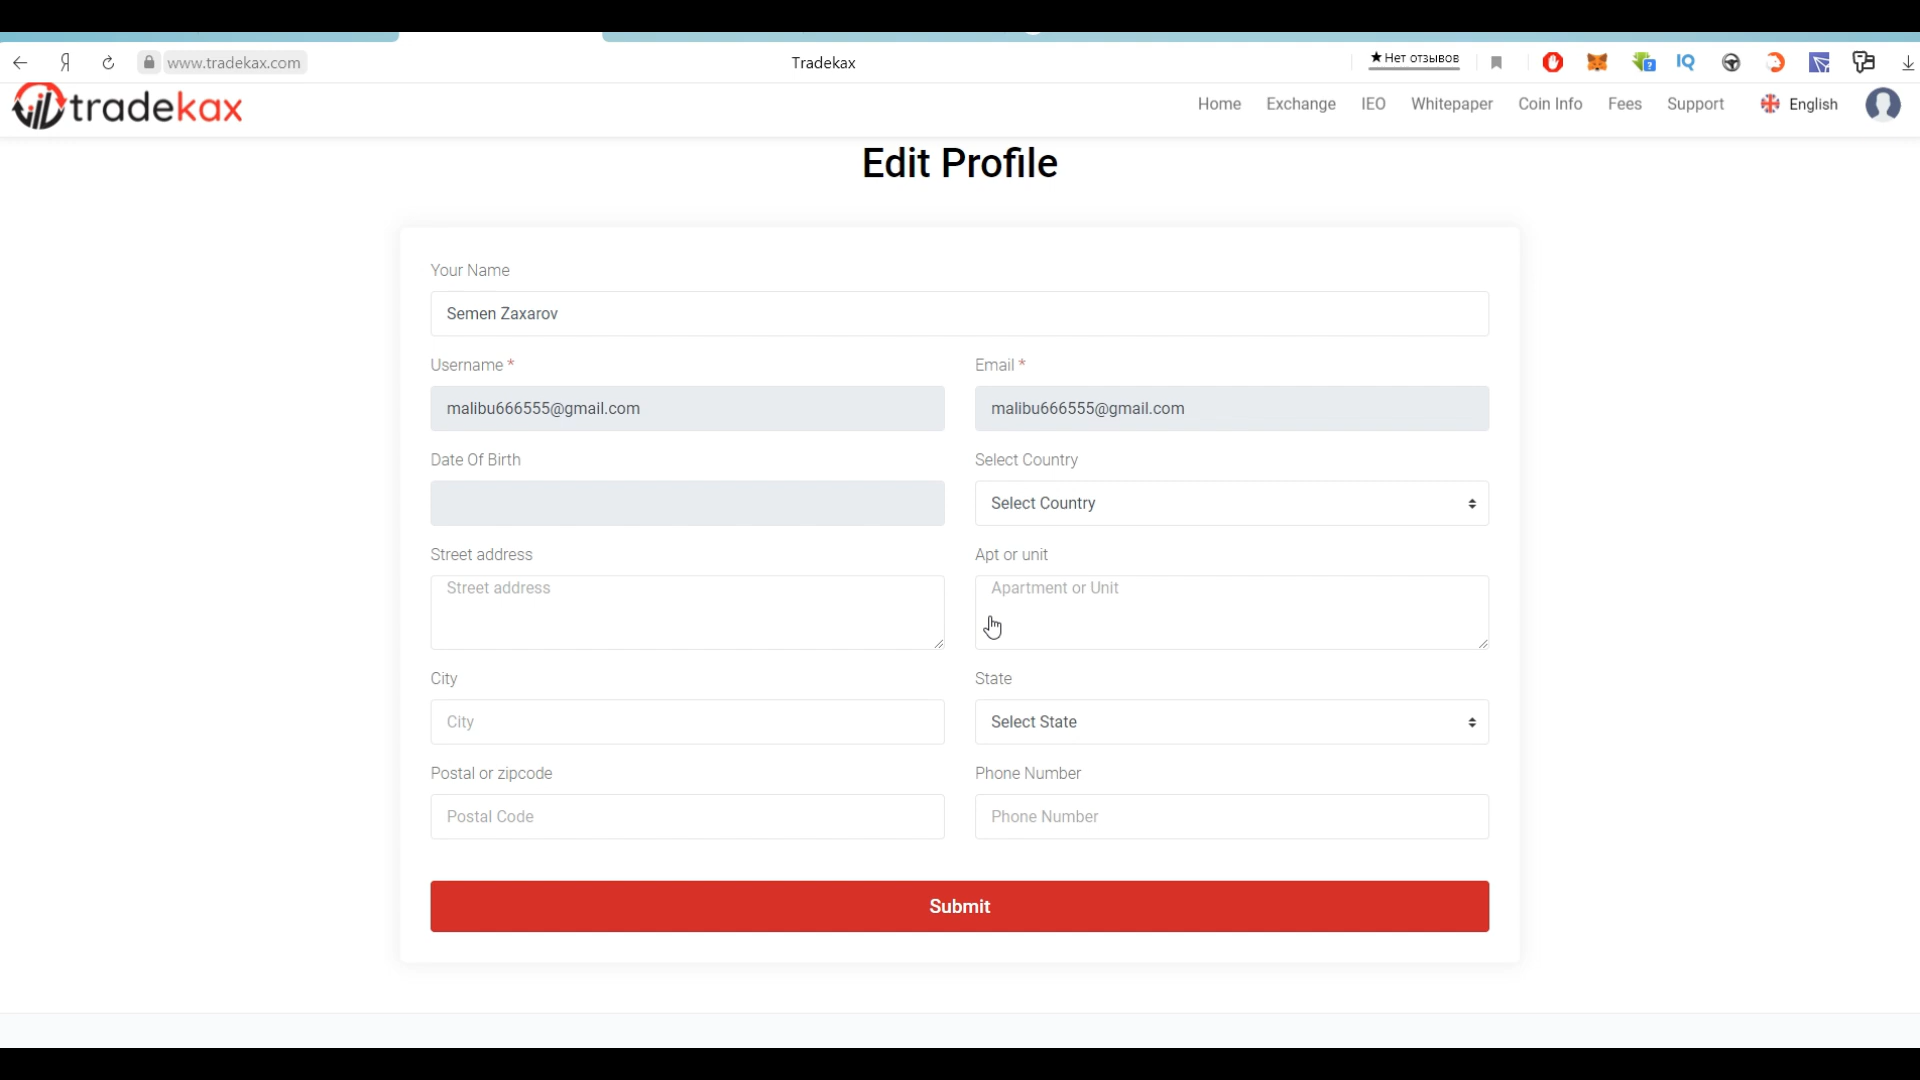 Я www.tradekax.com Tradekax ★Нет отзывов IQ
tradekax Home Exchange IEO Whitepaper Coin Info Fees Support English
Edit Profile
Your Name
Semen Zaxarov
Username * Email *
malibu666555@gmail.com malibu666555@gmail.com
Date Of Birth Select Country
Select Country
Street address Apt or unit
Street address Apartment or Unit
City State
City Select State
Postal or zipcode Phone Number
Postal Code Phone Number
Submit